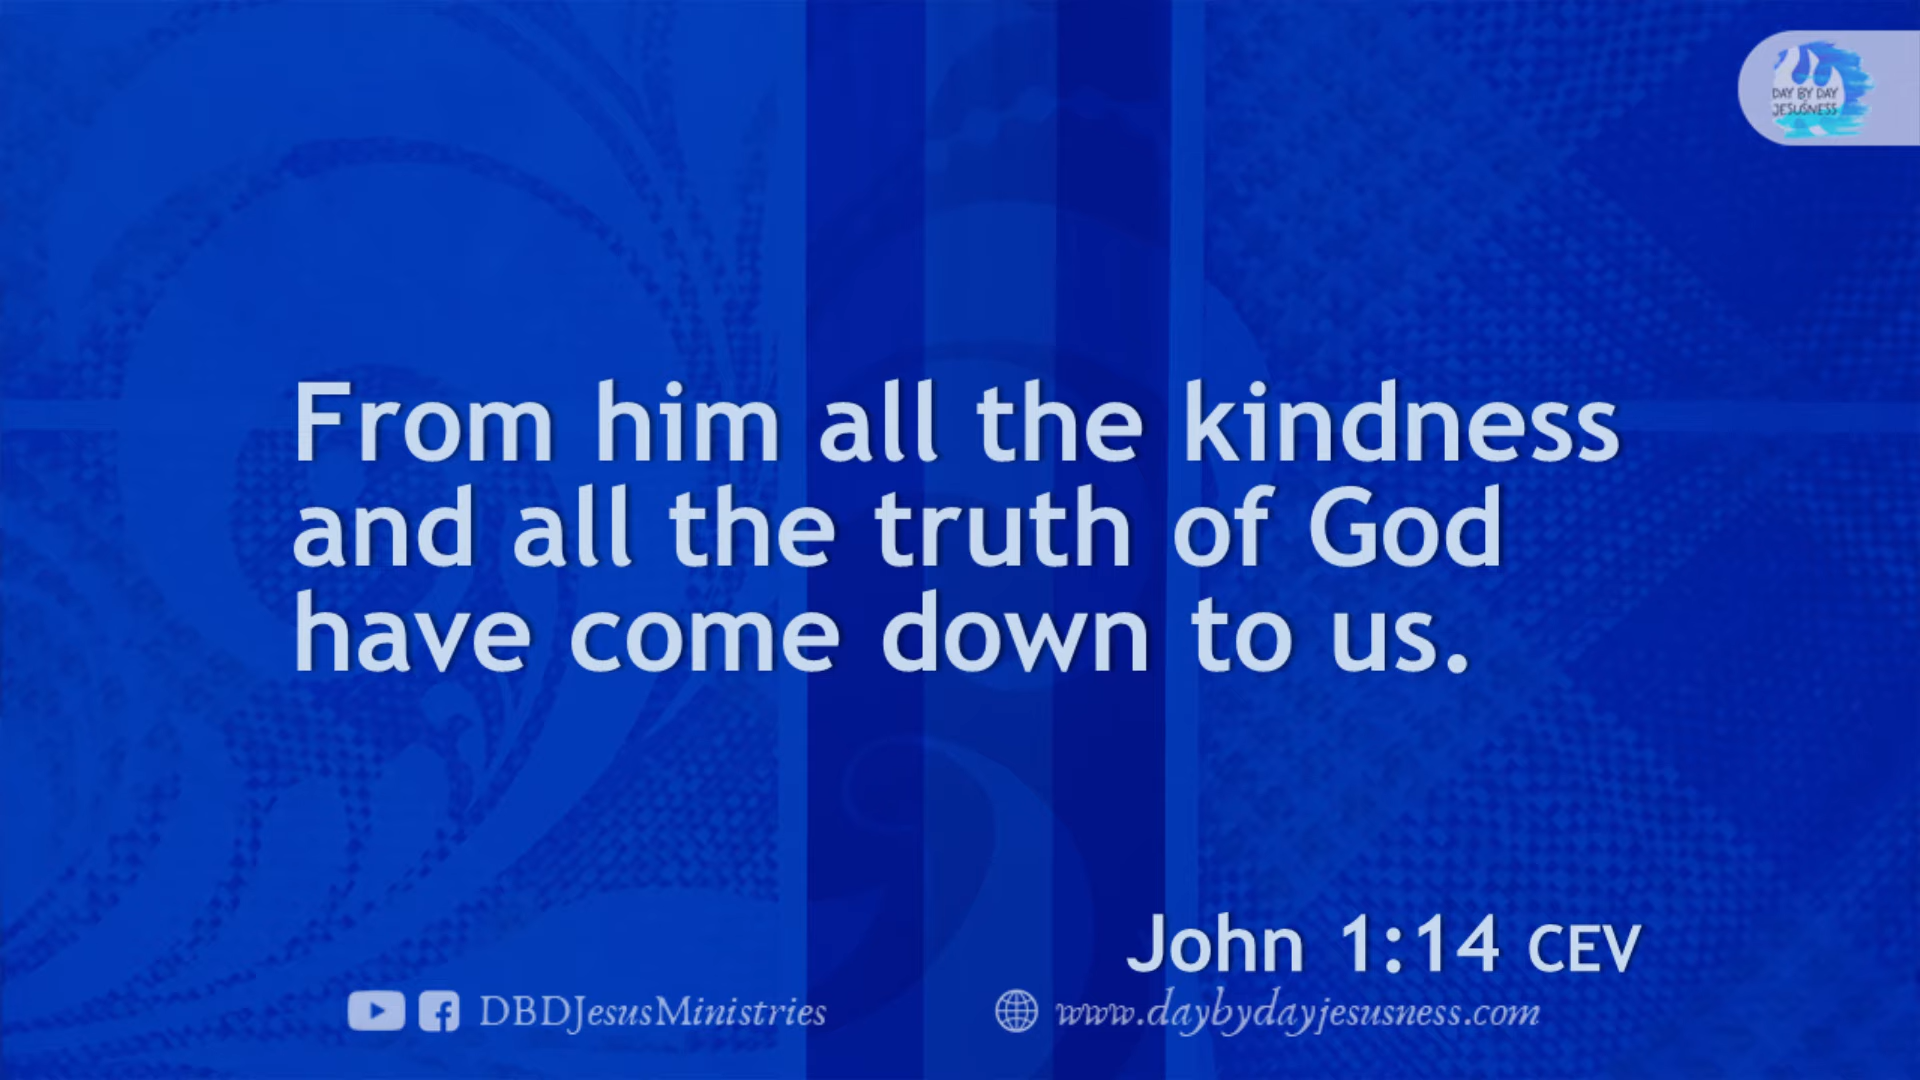 DAY BY DAY
JESUSNESS
From him all the kindness
and all the truth of God
have come down to us.
John 1:14 CEV
DBDJesusMinistries
www.daybydayjesusness.com